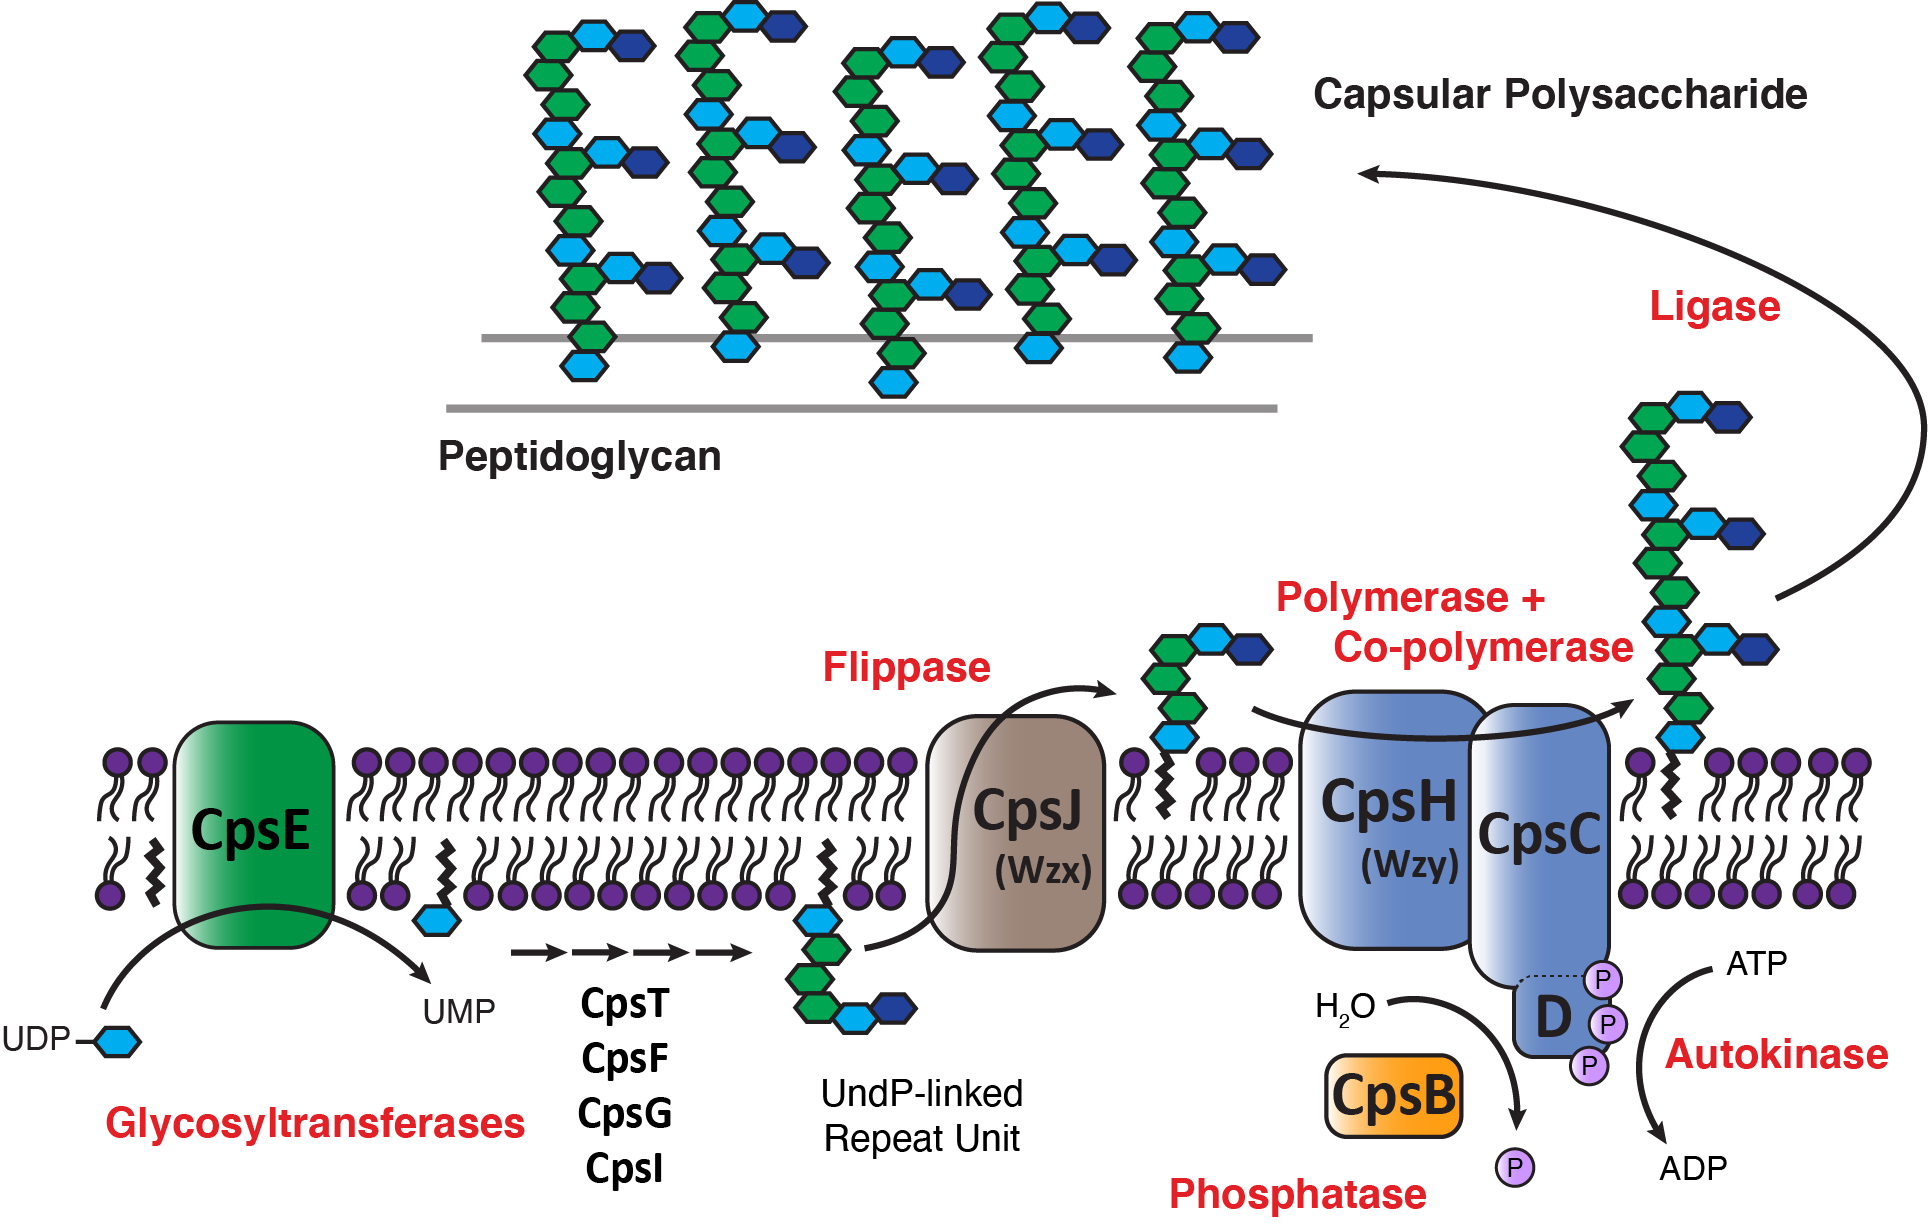 Capsular Polysaccharide
Ligase
Peptidoglycan
Polymerase +
Co-polymerase
Flippase
CpsE
CpsJ
(Wzx)
CpsH
(Wzy)
CpsC
UDP
UMP
CpsT
CpsF
CpsG
CpsI
Glycosyltransferases
UndP-linked
Repeat Unit
H₂O
D
P
P
P
ATP
Autokinase
ADP
CpsB
P
Phosphatase